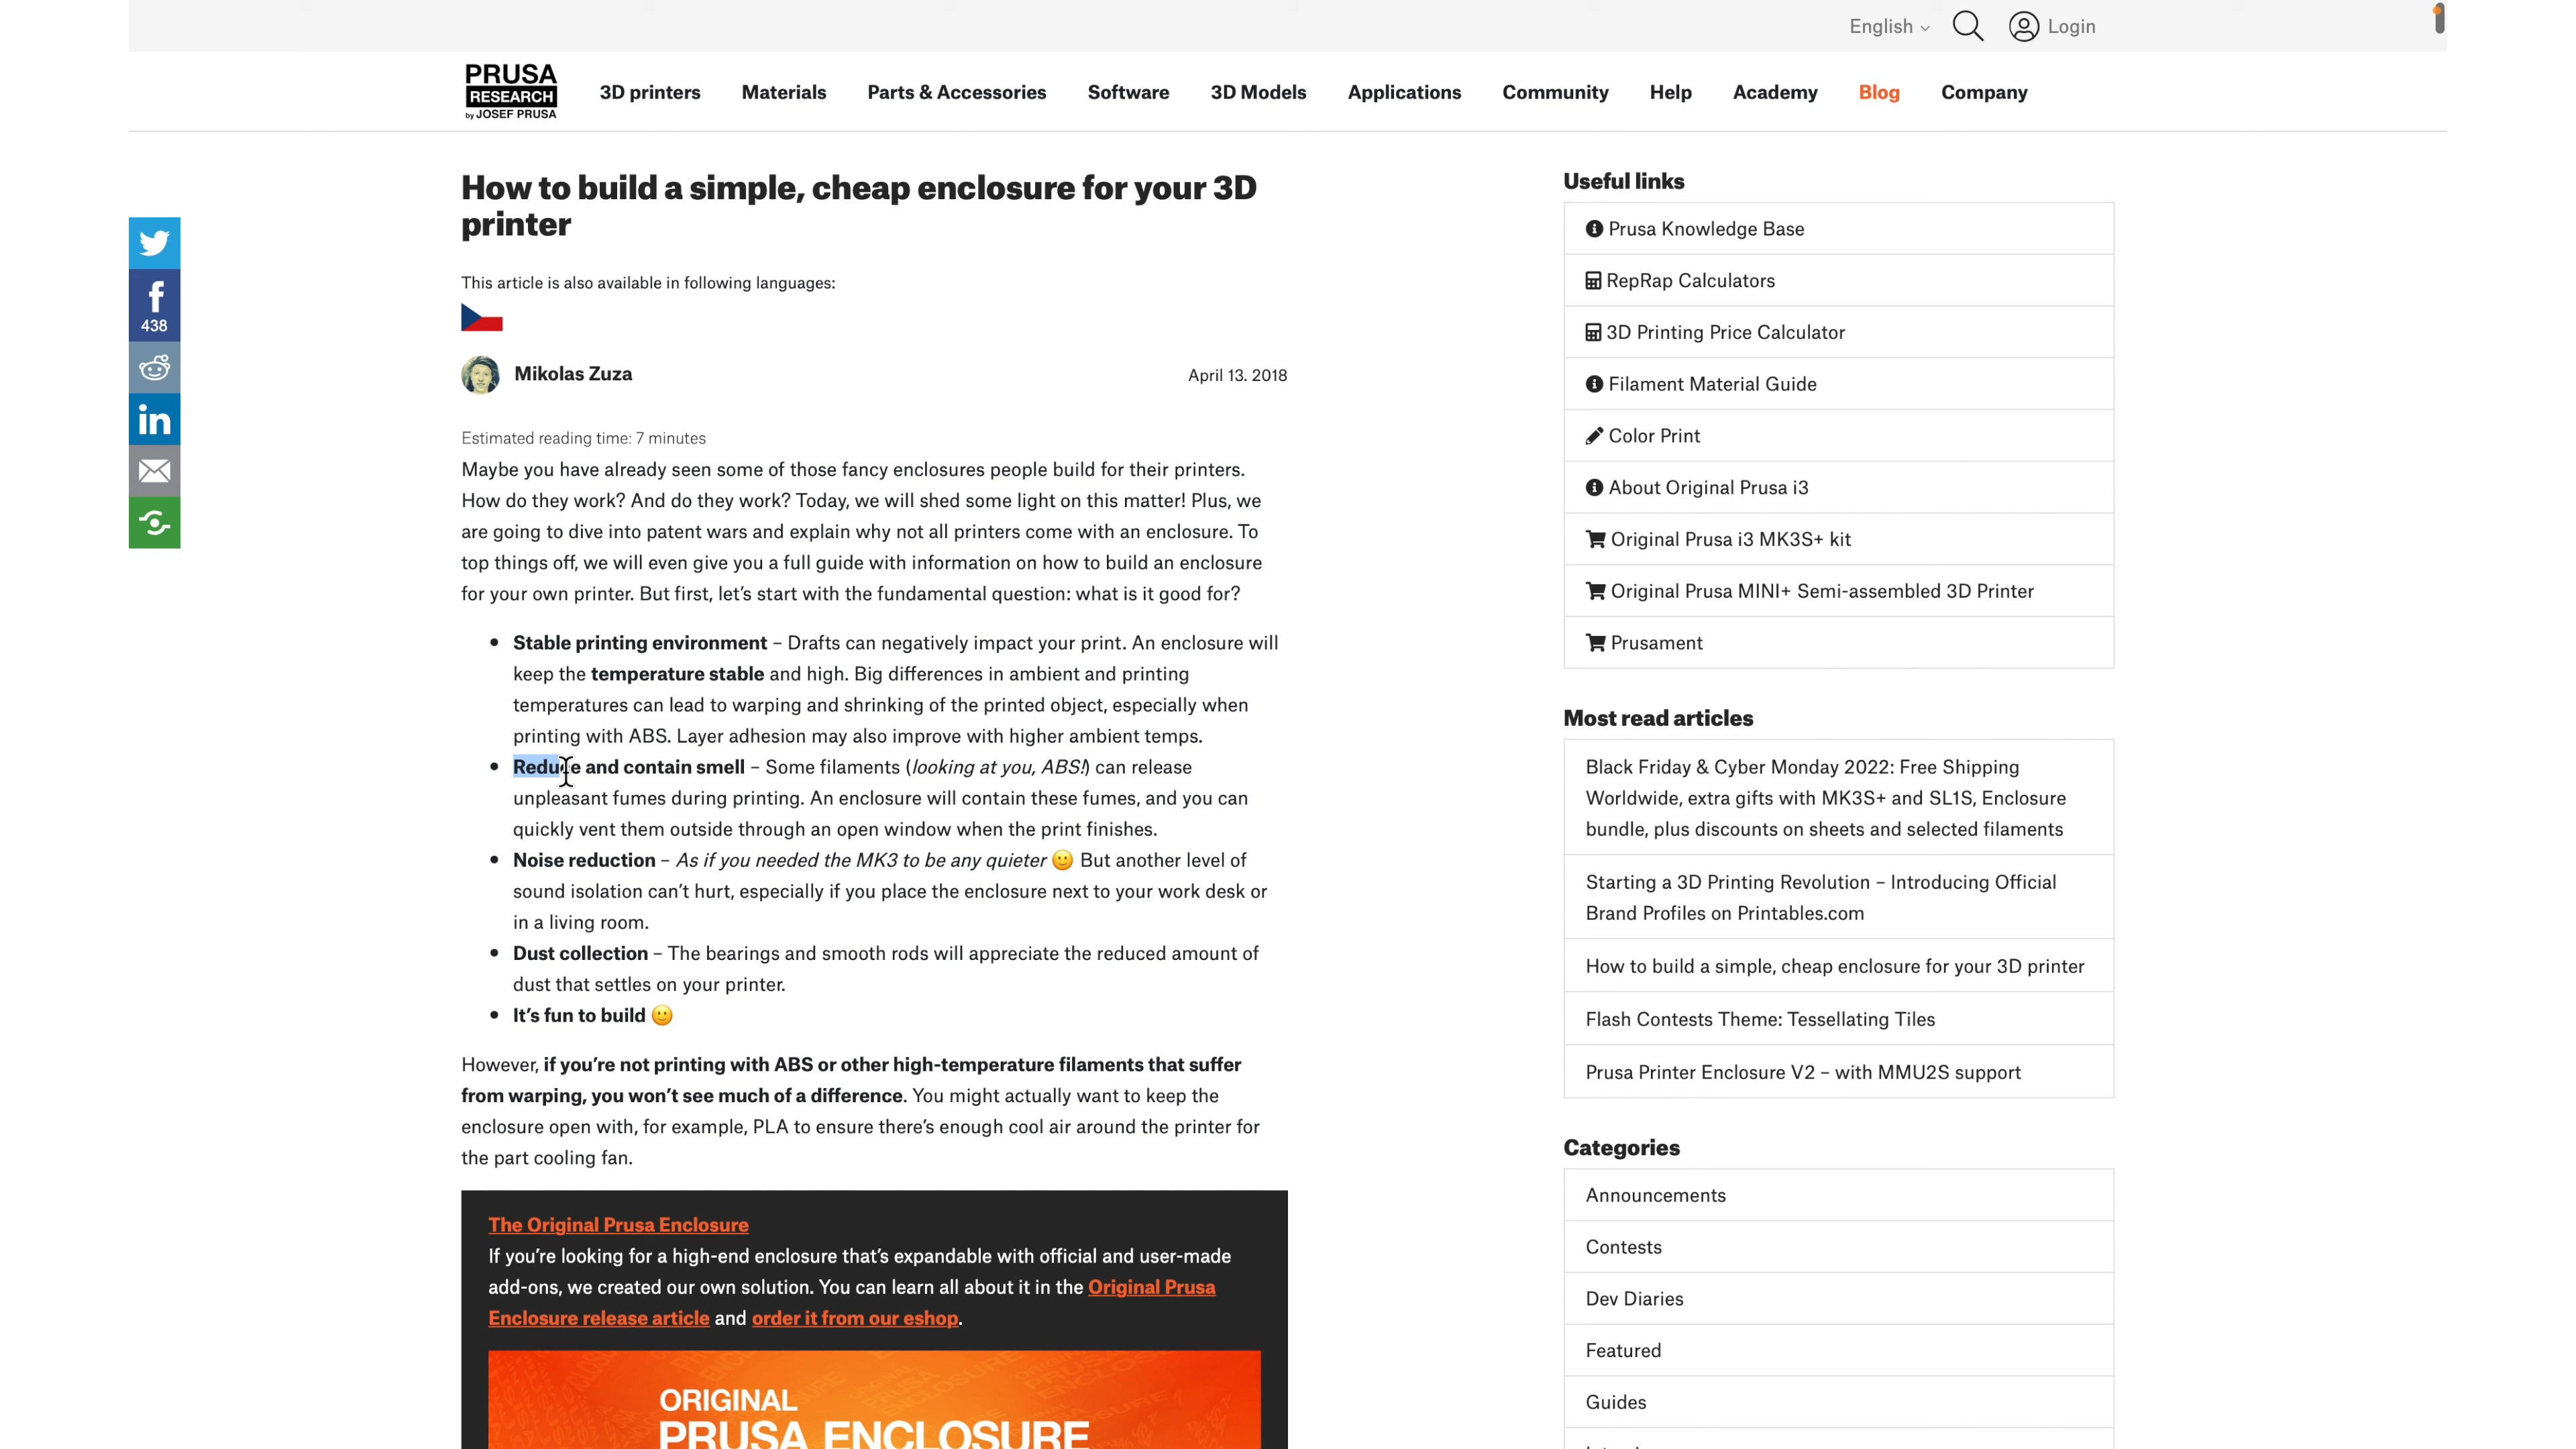 English
Login
PRUSA
RESEARCH
by JOSEF PRUSA
3D printers
Materials
Parts & Accessories
Software
3D Models
Applications
Community
Help
Academy
Blog
Company
438
How to build a simple, cheap enclosure for your 3D
printer
This article is also available in following languages:
Mikolas Zuza
April 13. 2018
Estimated reading time: 7 minutes
Maybe you have already seen some of those fancy enclosures people build for their printers.
How do they work? And do they work? Today, we will shed some light on this matter! Plus, we
are going to dive into patent wars and explain why not all printers come with an enclosure. To
top things off, we will even give you a full guide with information on how to build an enclosure
for your own printer. But first, let’s start with the fundamental question: what is it good for?
• Stable printing environment – Drafts can negatively impact your print. An enclosure will
keep the temperature stable and high. Big differences in ambient and printing
temperatures can lead to warping and shrinking of the printed object, especially when
printing with ABS. Layer adhesion may also improve with higher ambient temps.
• Reduce and contain smell – Some filaments (looking at you, ABS!) can release
unpleasant fumes during printing. An enclosure will contain these fumes, and you can
quickly vent them outside through an open window when the print finishes.
• Noise reduction – As if you needed the MK3 to be any quieter 🙂 But another level of
sound isolation can’t hurt, especially if you place the enclosure next to your work desk or
in a living room.
• Dust collection – The bearings and smooth rods will appreciate the reduced amount of
dust that settles on your printer.
• It’s fun to build 🙂
However, if you’re not printing with ABS or other high-temperature filaments that suffer
from warping, you won’t see much of a difference. You might actually want to keep the
enclosure open with, for example, PLA to ensure there’s enough cool air around the printer for
the part cooling fan.
The Original Prusa Enclosure
If you’re looking for a high-end enclosure that’s expandable with official and user-made
add-ons, we created our own solution. You can learn all about it in the Original Prusa
Enclosure release article and order it from our eshop.
ORIGINAL
PRUSA ENCLOSURE
Useful links
Prusa Knowledge Base
RepRap Calculators
3D Printing Price Calculator
Filament Material Guide
Color Print
About Original Prusa i3
Original Prusa i3 MK3S+ kit
Original Prusa MINI+ Semi-assembled 3D Printer
Prusament
Most read articles
Black Friday & Cyber Monday 2022: Free Shipping
Worldwide, extra gifts with MK3S+ and SL1S, Enclosure
bundle, plus discounts on sheets and selected filaments
Starting a 3D Printing Revolution – Introducing Official
Brand Profiles on Printables.com
How to build a simple, cheap enclosure for your 3D printer
Flash Contests Theme: Tessellating Tiles
Prusa Printer Enclosure V2 – with MMU2S support
Categories
Announcements
Contests
Dev Diaries
Featured
Guides